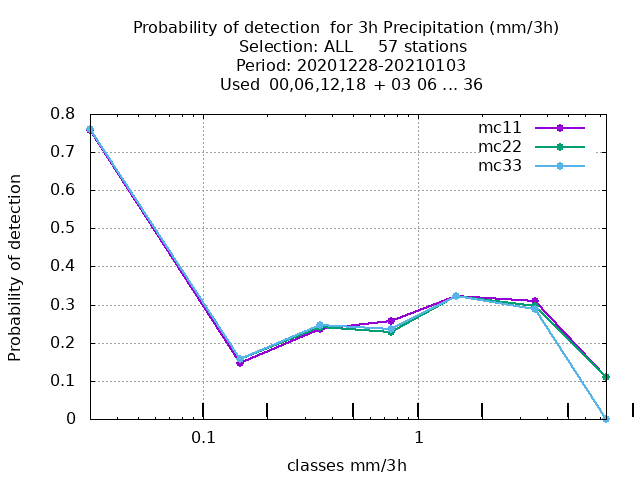 Probability of detection  for 3h Precipitation (mm/3h)
Selection: ALL     57 stations
Period: 20201228-20210103
Used  00,06,12,18  + 03 06 ... 36
mc11
mc22
mc33
Probability of detection
0.8
0.7
0.6
0.5
0.4
0.3
0.2
0.1
0
0.1
1
classes mm/3h